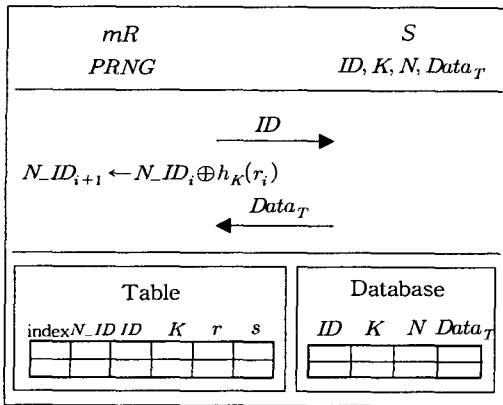 mR S
PRNG ID, K, N, Data_T
ID
N_ID_{i+1} ← N_ID_i ⊕ h_K(r_i)
Data_T
Table Database
index N_ID ID K r s ID K N Data_T